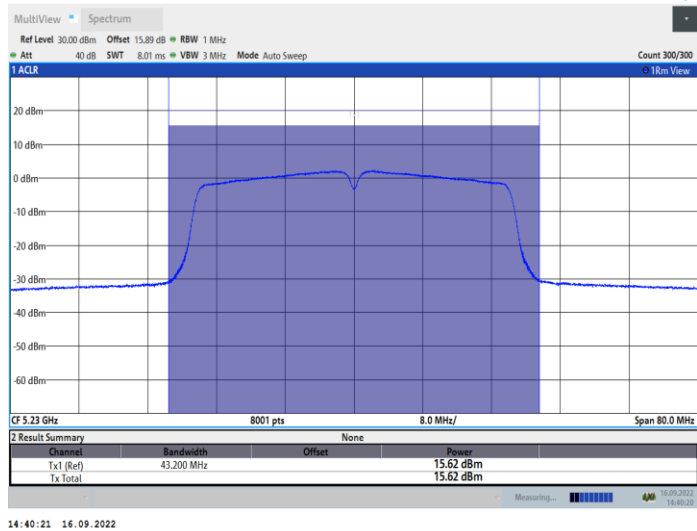 MultiView Spectrum
Ref Level 30.00 dBm Offset 15.89 dB RBW 1 MHz
Att 40 dB SWT 8.01 ms VBW 3 MHz Mode Auto Sweep Count 300/300
1 ACLR 1Rm View
20 dBm
10 dBm
0 dBm
-10 dBm
-20 dBm
-30 dBm
-40 dBm
-50 dBm
-60 dBm
CF 5.23 GHz 8001 pts 8.0 MHz/ Span 80.0 MHz
2 Result Summary None
Channel Bandwidth Offset Power
Tx1 (Ref) 43.200 MHz 15.62 dBm
Tx Total 15.62 dBm
Measuring... 16.09.2022
14:40:20
14:40:21 16.09.2022